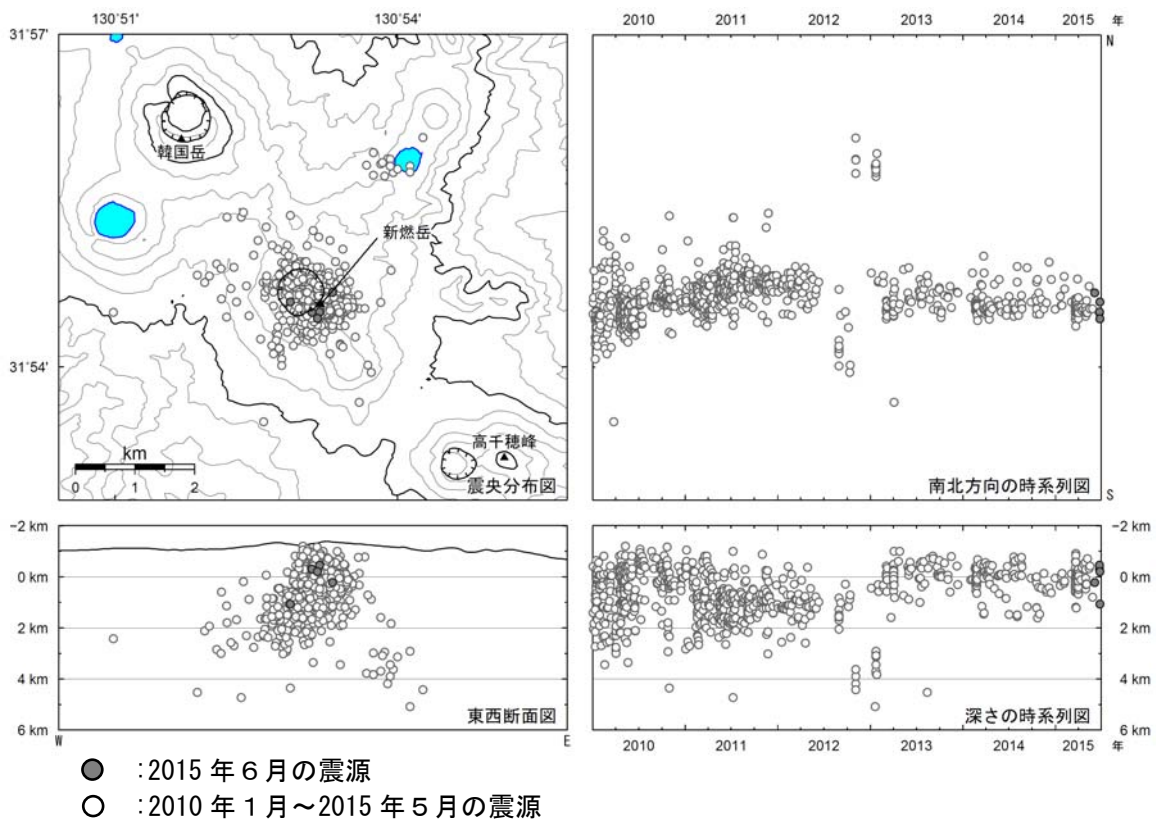 130°51' 130°54'
31°57'
韓国岳
新燃岳
31°54'
km
0 1 2
高千穂峰
震央分布図
2010 2011 2012 2013 2014 2015 年
N
S
南北方向の時系列図
-2 km
0 km
2 km
4 km
6 km
W E
東西断面図
-2 km
0 km
2 km
4 km
6 km
深さの時系列図
2010 2011 2012 2013 2014 2015 年
:2015 年６月の震源
:2010 年１月～2015 年５月の震源